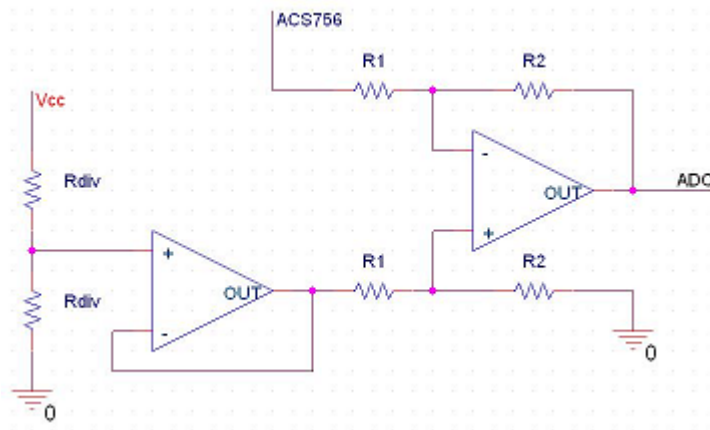 ACS756
R1 R2
Vcc
Rdiv
-
OUT
ADC
+
R1 R2
+
Rdiv
OUT
-
0
0